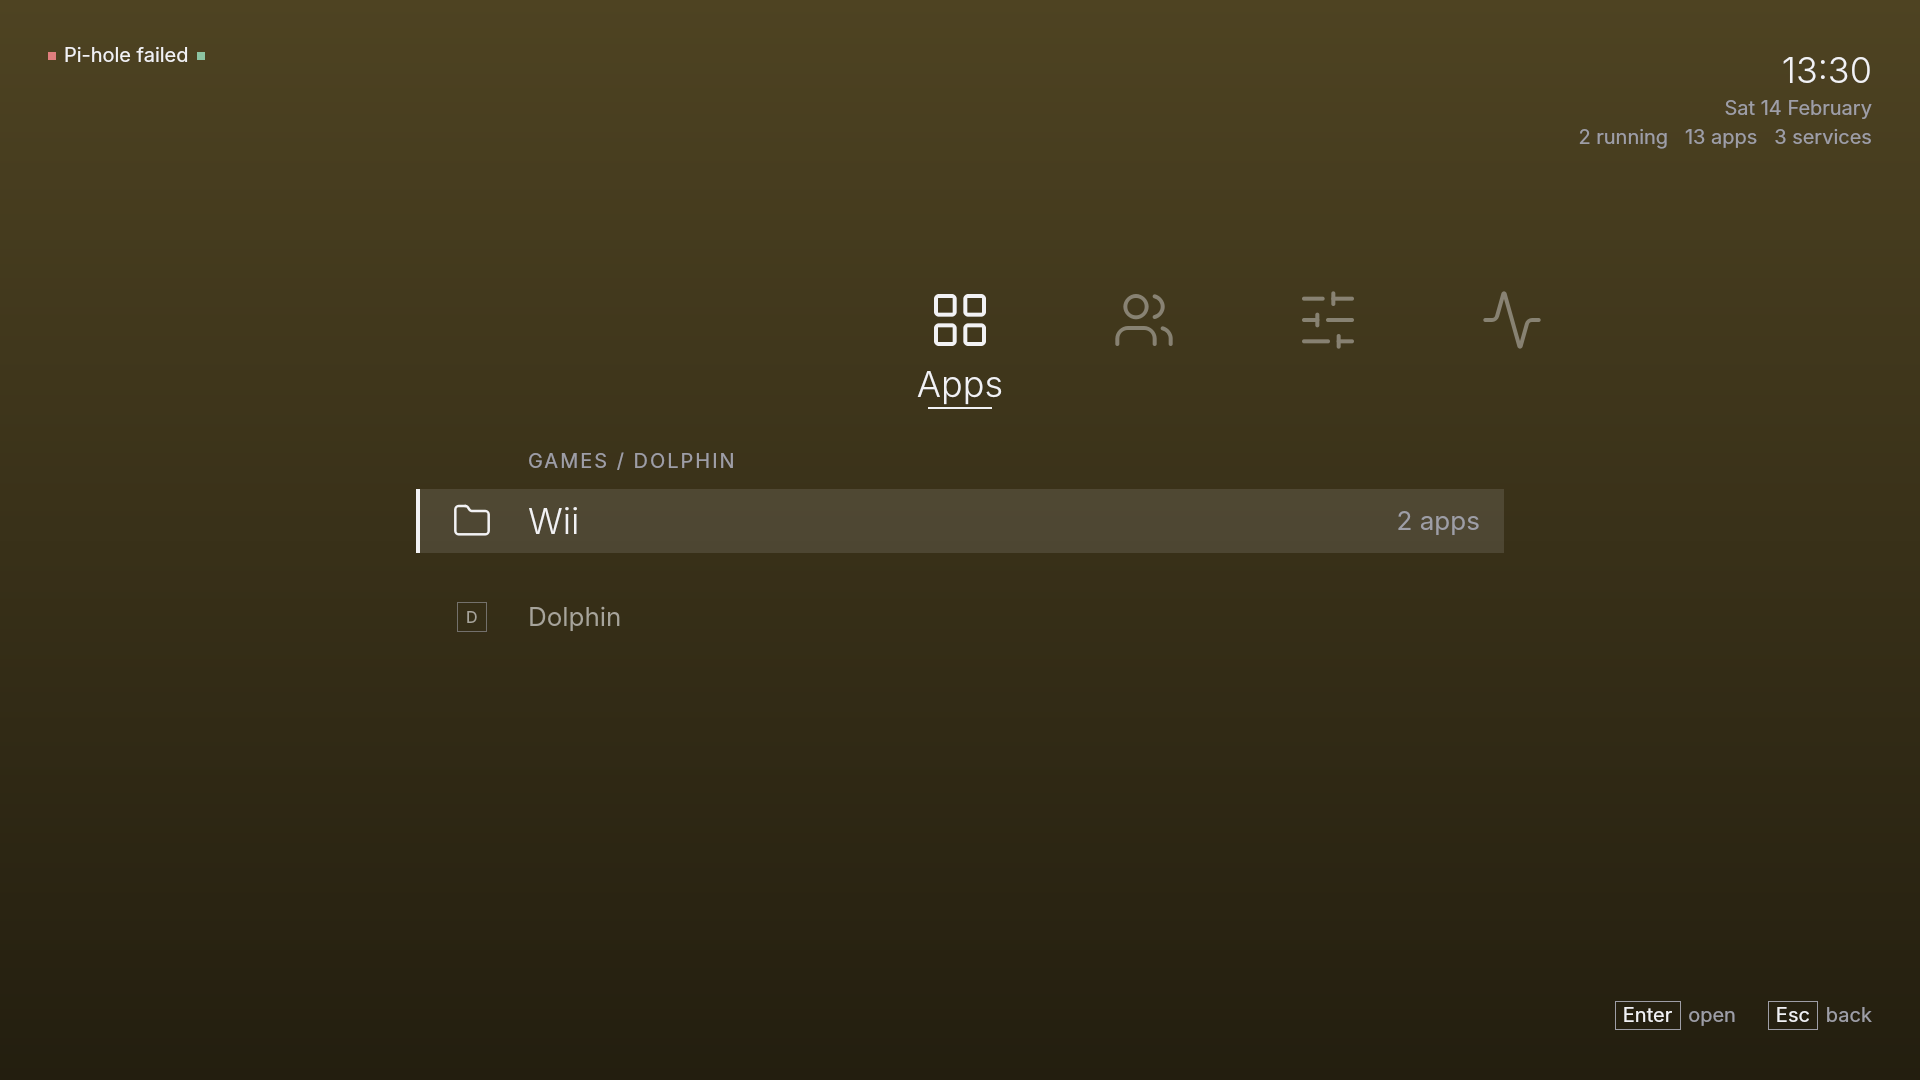 Pi-hole failed
13:30
Sat 14 February
2 running 13 apps 3 services
Apps
GAMES / DOLPHIN
Wii 2 apps
D Dolphin
Enter open Esc back